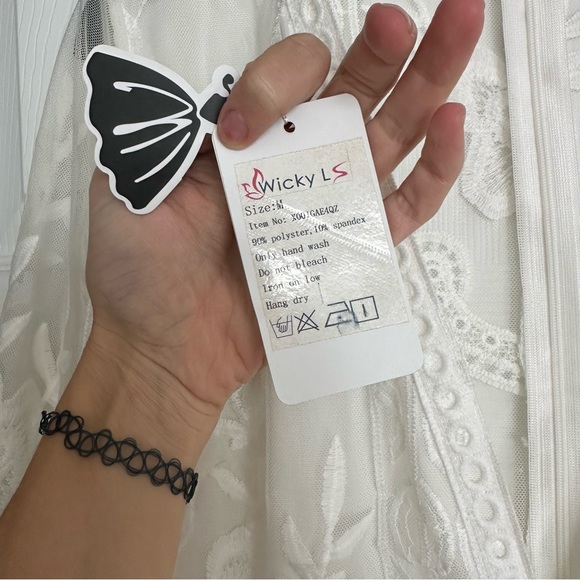 Wicky LS
Size:M
Item No: X001GAE4QZ
90% polyster,10% spandex
Only hand wash
Do not bleach
Iron on low
Hang dry